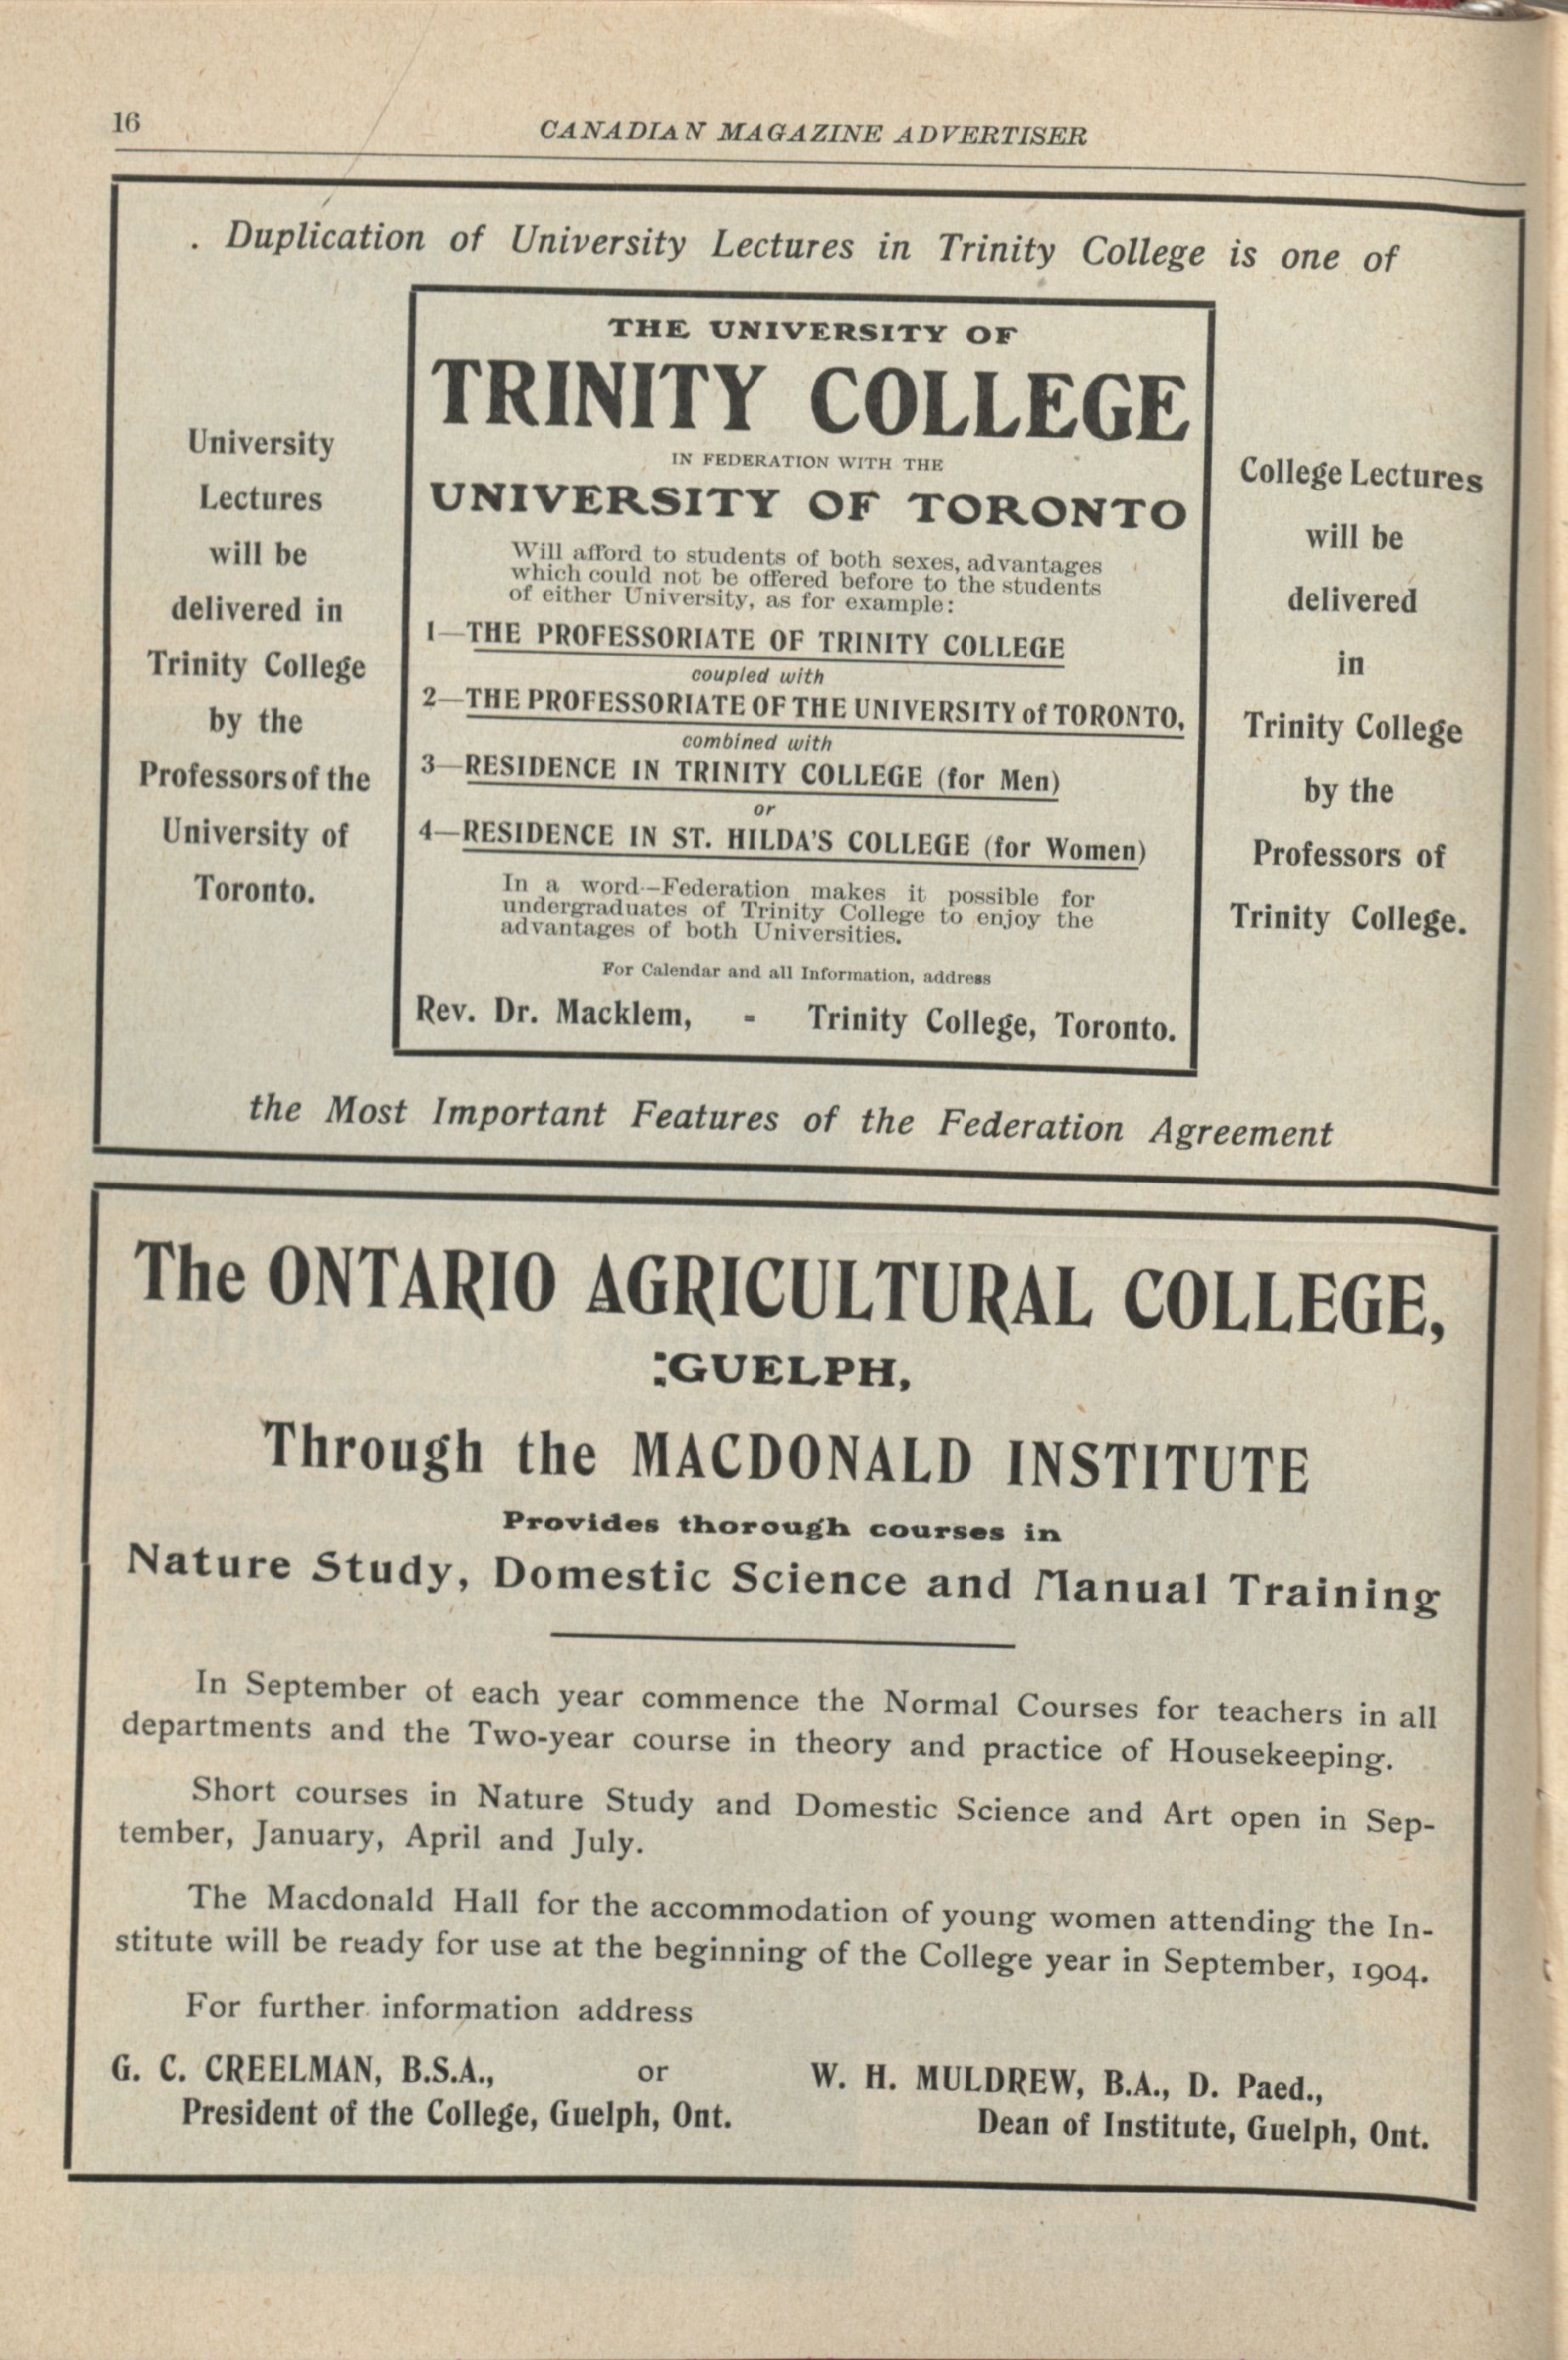 16
CANADIAN MAGAZINE ADVERTISER
. Duplication of University Lectures in Trinity College is one of
University
Lectures
will be
delivered in
Trinity College
by the
Professors of the
University of
Toronto.
THE UNIVERSITY OF
TRINITY COLLEGE
IN FEDERATION WITH THE
UNIVERSITY OF TORONTO
Will afford to students of both sexes, advantages
which could not be offered before to the students
of either University, as for example:
1—THE PROFESSORIATE OF TRINITY COLLEGE
coupled with
2—THE PROFESSORIATE OF THE UNIVERSITY of TORONTO,
combined with
3—RESIDENCE IN TRINITY COLLEGE (for Men)
or
4—RESIDENCE IN ST. HILDA'S COLLEGE (for Women)
In a word—Federation makes it possible for
undergraduates of Trinity College to enjoy the
advantages of both Universities.
For Calendar and all Information, address
Rev. Dr. Macklem, - Trinity College, Toronto.
College Lectures
will be
delivered
in
Trinity College
by the
Professors of
Trinity College.
the Most Important Features of the Federation Agreement
The ONTARIO AGRICULTURAL COLLEGE,
GUELPH,
Through the MACDONALD INSTITUTE
Provides thorough courses in
Nature Study, Domestic Science and Manual Training
In September of each year commence the Normal Courses for teachers in all
departments and the Two-year course in theory and practice of Housekeeping.
Short courses in Nature Study and Domestic Science and Art open in Sep-
tember, January, April and July.
The Macdonald Hall for the accommodation of young women attending the In-
stitute will be ready for use at the beginning of the College year in September, 1904.
For further information address
G. C. CREELMAN, B.S.A., or W. H. MULDREW, B.A., D. Paed.,
President of the College, Guelph, Ont. Dean of Institute, Guelph, Ont.